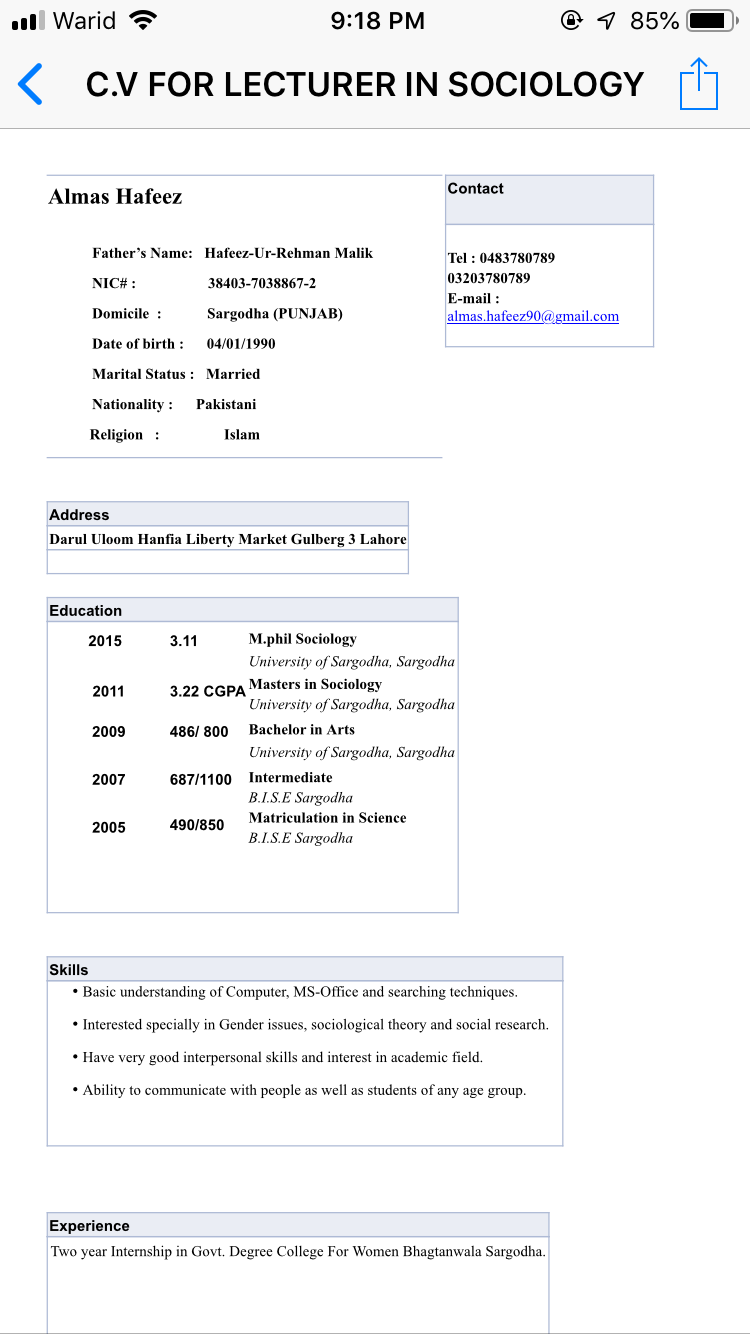 Warid 9:18 PM 85%
C.V FOR LECTURER IN SOCIOLOGY
Almas Hafeez
Father’s Name: Hafeez-Ur-Rehman Malik
NIC# : 38403-7038867-2
Domicile : Sargodha (PUNJAB)
Date of birth : 04/01/1990
Marital Status : Married
Nationality : Pakistani
Religion : Islam
Contact
Tel : 0483780789
03203780789
E-mail :
almas.hafeez90@gmail.com
Address
Darul Uloom Hanfia Liberty Market Gulberg 3 Lahore
Education
2015 3.11 M.phil Sociology
University of Sargodha, Sargodha
2011 3.22 CGPA Masters in Sociology
University of Sargodha, Sargodha
2009 486/ 800 Bachelor in Arts
University of Sargodha, Sargodha
2007 687/1100 Intermediate
B.I.S.E Sargodha
2005 490/850 Matriculation in Science
B.I.S.E Sargodha
Skills
• Basic understanding of Computer, MS-Office and searching techniques.
• Interested specially in Gender issues, sociological theory and social research.
• Have very good interpersonal skills and interest in academic field.
• Ability to communicate with people as well as students of any age group.
Experience
Two year Internship in Govt. Degree College For Women Bhagtanwala Sargodha.